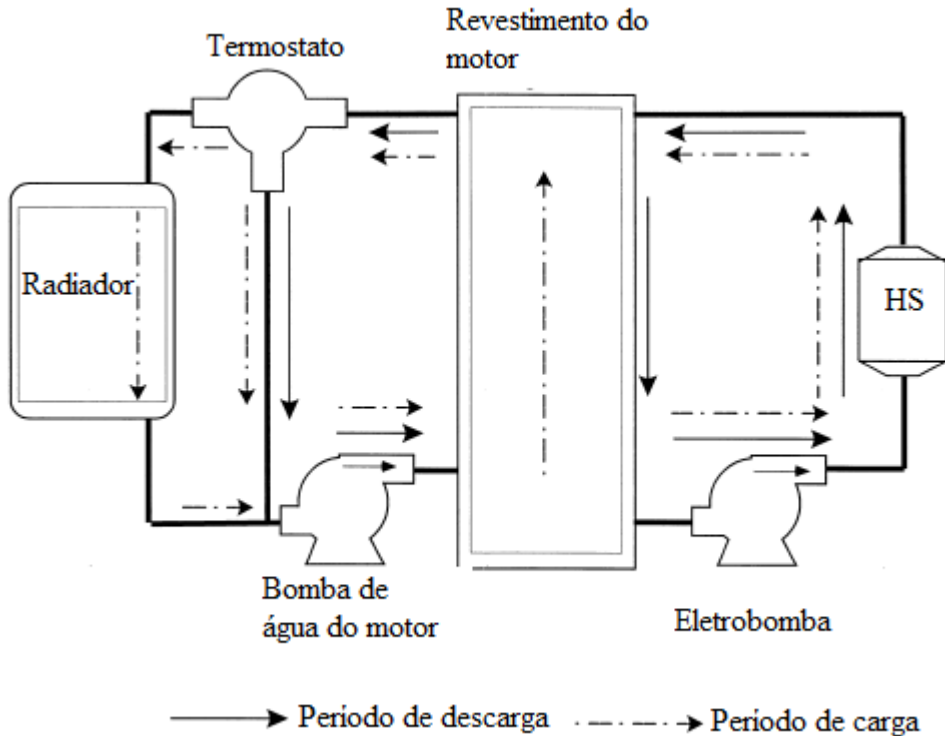 Revestimento do
motor
Termostato
Radiador
HS
Bomba de
água do motor
Eletrobomba
Período de descarga
Período de carga